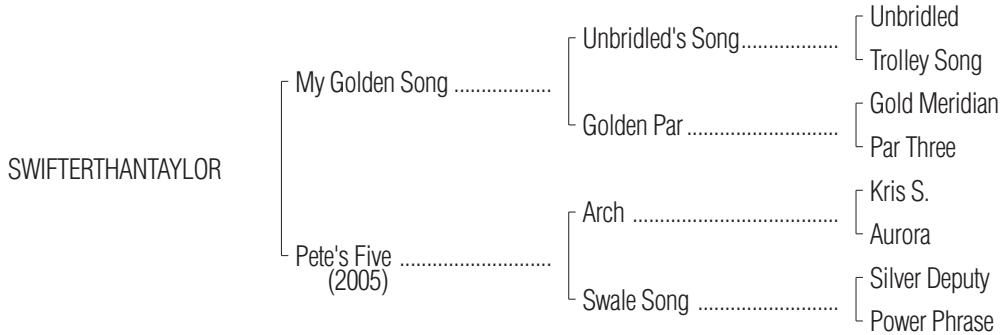 Unbridled
Unbridled's Song..................
Trolley Song
My Golden Song ..................
Gold Meridian
Golden Par............................
Par Three
SWIFTERTHANTAYLOR
Kris S.
Arch ......................................
Aurora
Pete's Five ............................
(2005)
Silver Deputy
Swale Song ..........................
Power Phrase